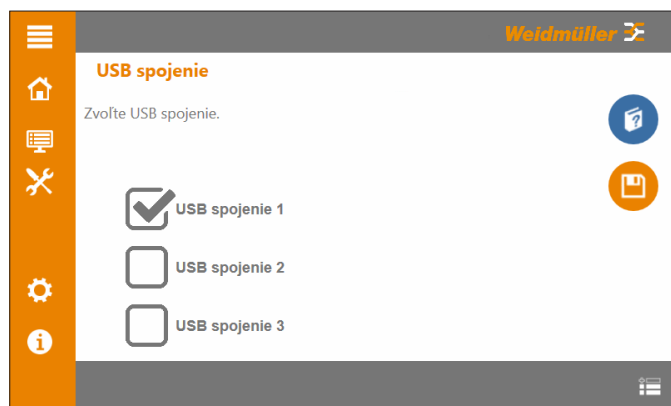 Weidmüller
USB spojenie
Zvoľte USB spojenie.
USB spojenie 1
USB spojenie 2
USB spojenie 3